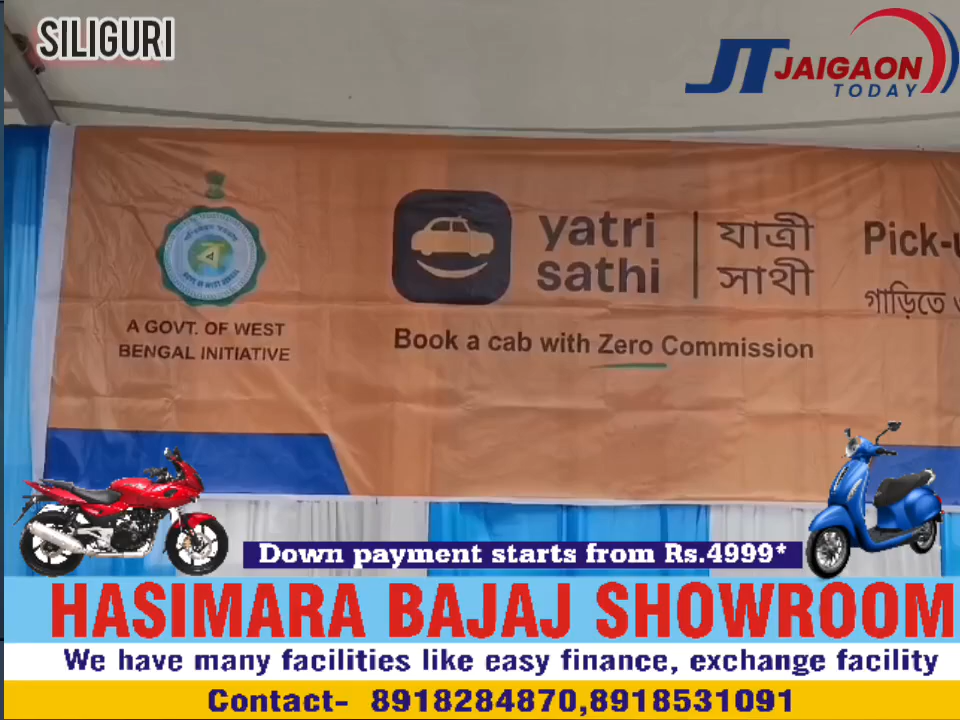 SILIGURI
JT JAIGAON
TODAY
A GOVT. OF WEST
BENGAL INITIATIVE
yatri
sathi
যাত্রী
সাথী
Book a cab with Zero Commission
Pick-
গাড়িতে
Down payment starts from Rs.4999*
HASIMARA BAJAJ SHOWROOM
We have many facilities like easy finance, exchange facility
Contact- 8918284870,8918531091